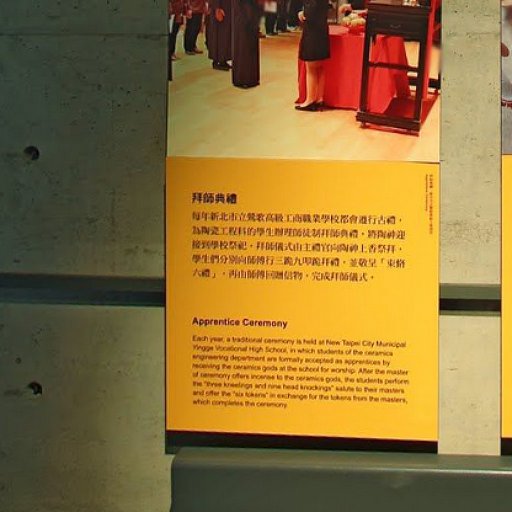 拜師典禮
每年新北市立鶯歌高級工商職業學校都會遵行古禮，
為陶瓷工程科的學生辦理師徒制拜師典禮，將陶神迎
接到學校祭祀。拜師儀式由主禮官向陶神上香祭拜，
學生們分別向師傅行三跪九叩跪拜禮，並敬呈「束脩
六禮」，再由師傅回贈信物，完成拜師儀式。
Apprentice Ceremony
Each year, a traditional ceremony is held at New Taipei City Municipal
Yingge Vocational High School, in which students of the ceramics
engineering department are formally accepted as apprentices by
receiving the ceramics gods at the school for worship. After the master
of ceremony offers incense to the ceramics gods, the students perform
the "three kneelings and nine head knockings" salute to their masters
and offer the "six tokens" in exchange for the tokens from the masters,
which completes the ceremony.